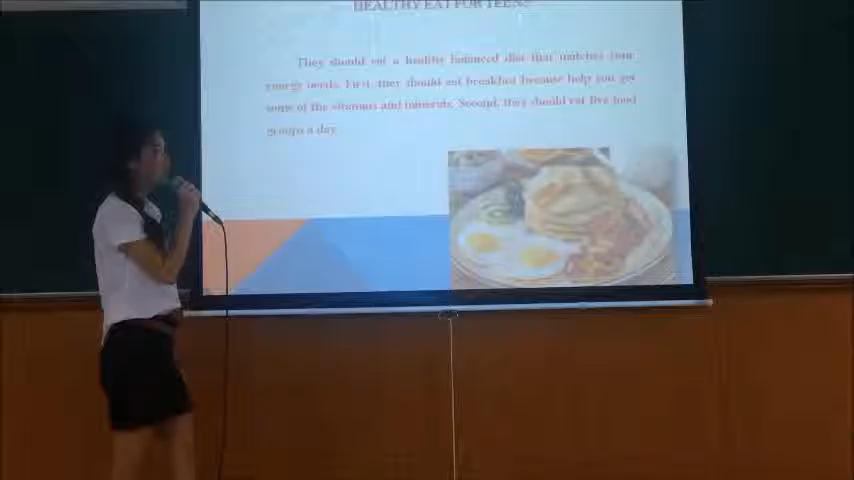 HEALTHY EAT FOR TEENS
They should eat a healthy balanced diet that matches your
energy needs. First, they should eat breakfast because help you get
some of the vitamins and minerals. Second, they should eat five food
groups a day